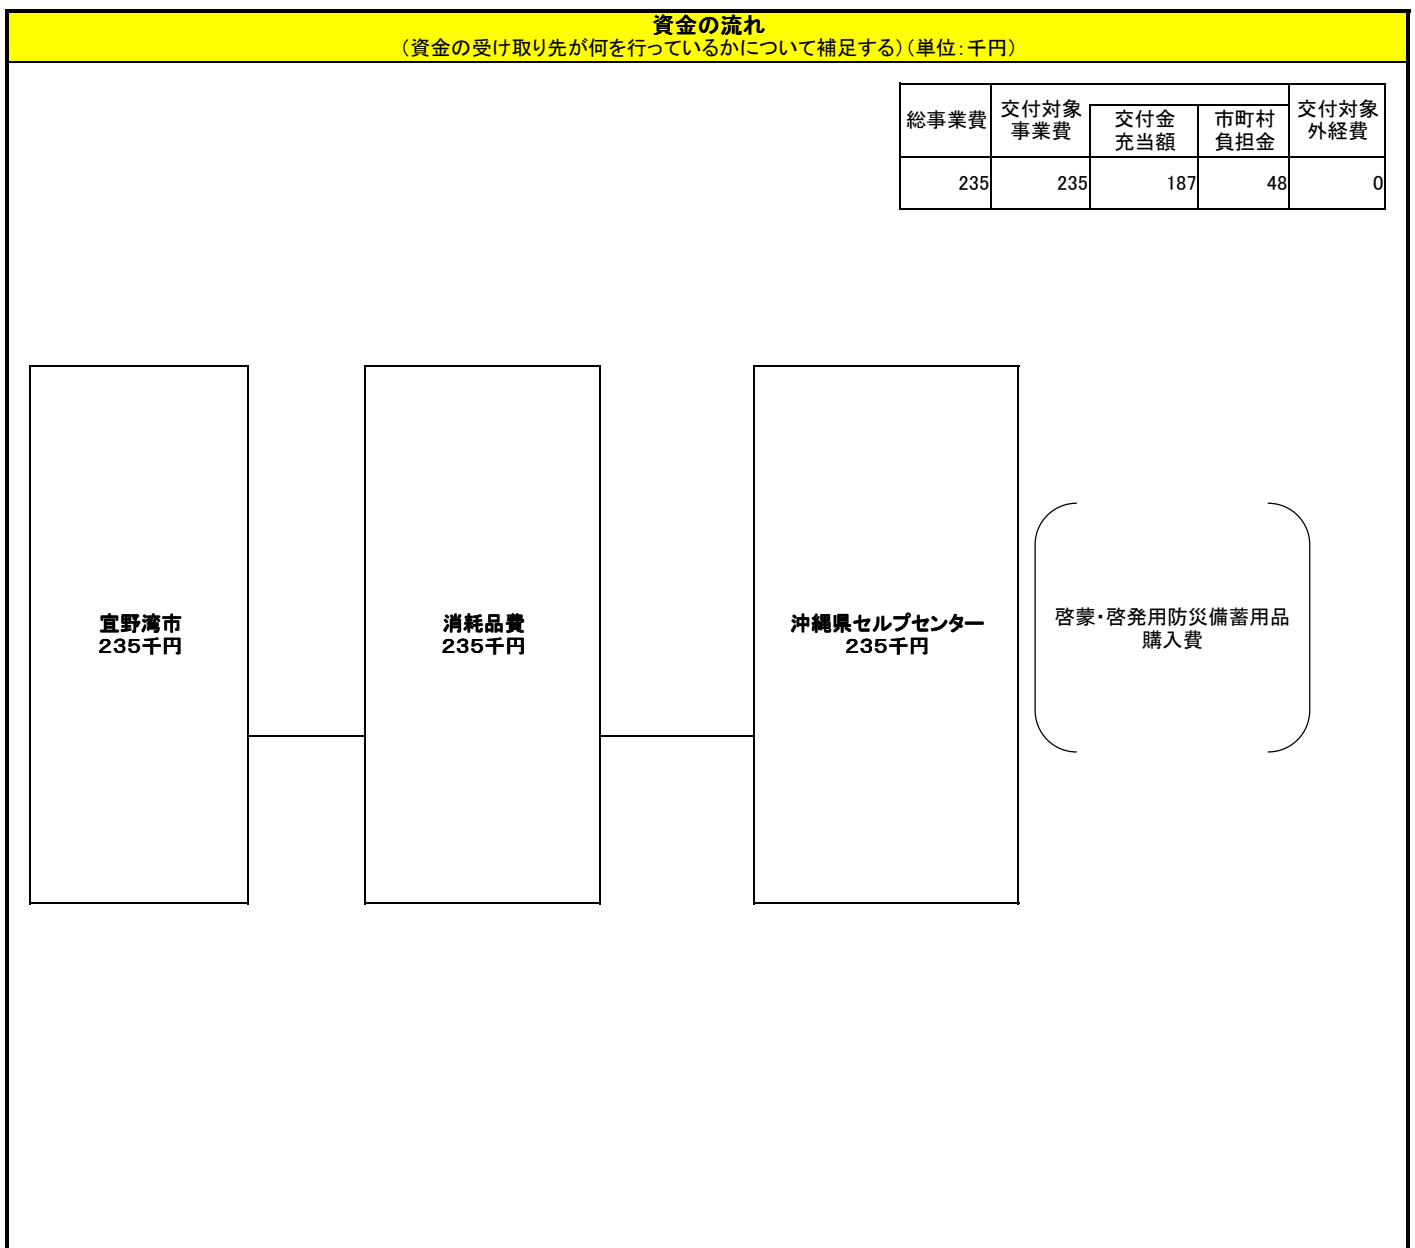 資金の流れ
（資金の受け取り先が何を行っているかについて補足する）（単位：千円）
総事業費
交付対象
事業費
交付金
充当額
市町村
負担金
交付対象
外経費
235
235
187
48
0
宜野湾市
235千円
消耗品費
235千円
沖縄県セルプセンター
235千円
啓蒙・啓発用防災備蓄用品
購入費